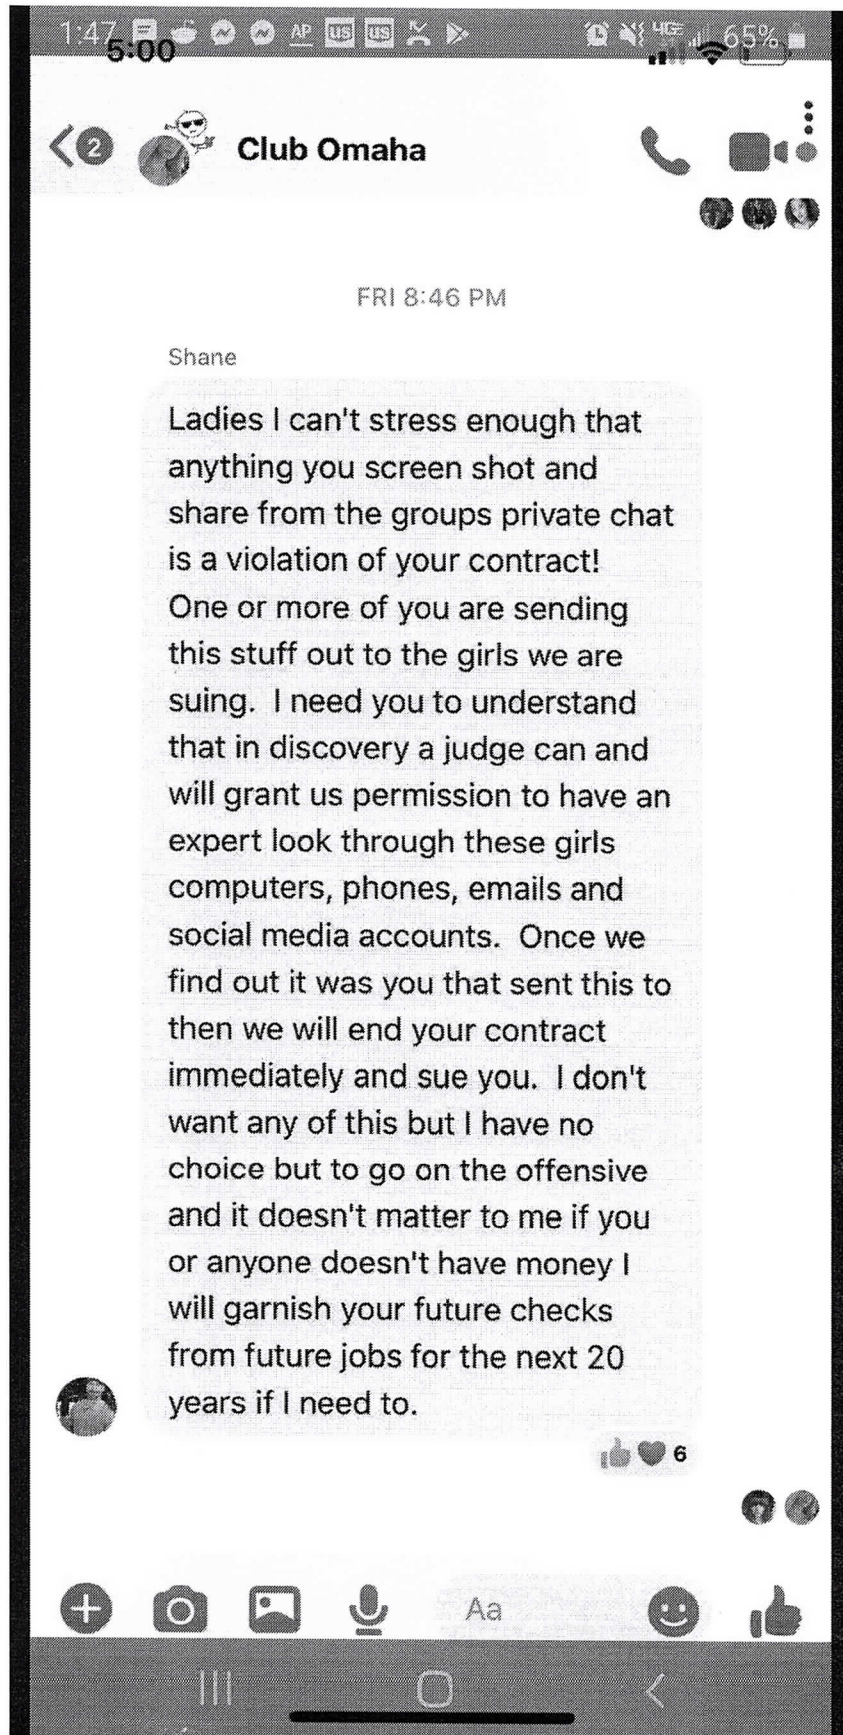 1:47 AP us us 4GE 65%
5:00
2 Club Omaha
FRI 8:46 PM
Shane
Ladies I can't stress enough that
anything you screen shot and
share from the groups private chat
is a violation of your contract!
One or more of you are sending
this stuff out to the girls we are
suing.  I need you to understand
that in discovery a judge can and
will grant us permission to have an
expert look through these girls
computers, phones, emails and
social media accounts.  Once we
find out it was you that sent this to
then we will end your contract
immediately and sue you.  I don't
want any of this but I have no
choice but to go on the offensive
and it doesn't matter to me if you
or anyone doesn't have money I
will garnish your future checks
from future jobs for the next 20
years if I need to.
6
Aa